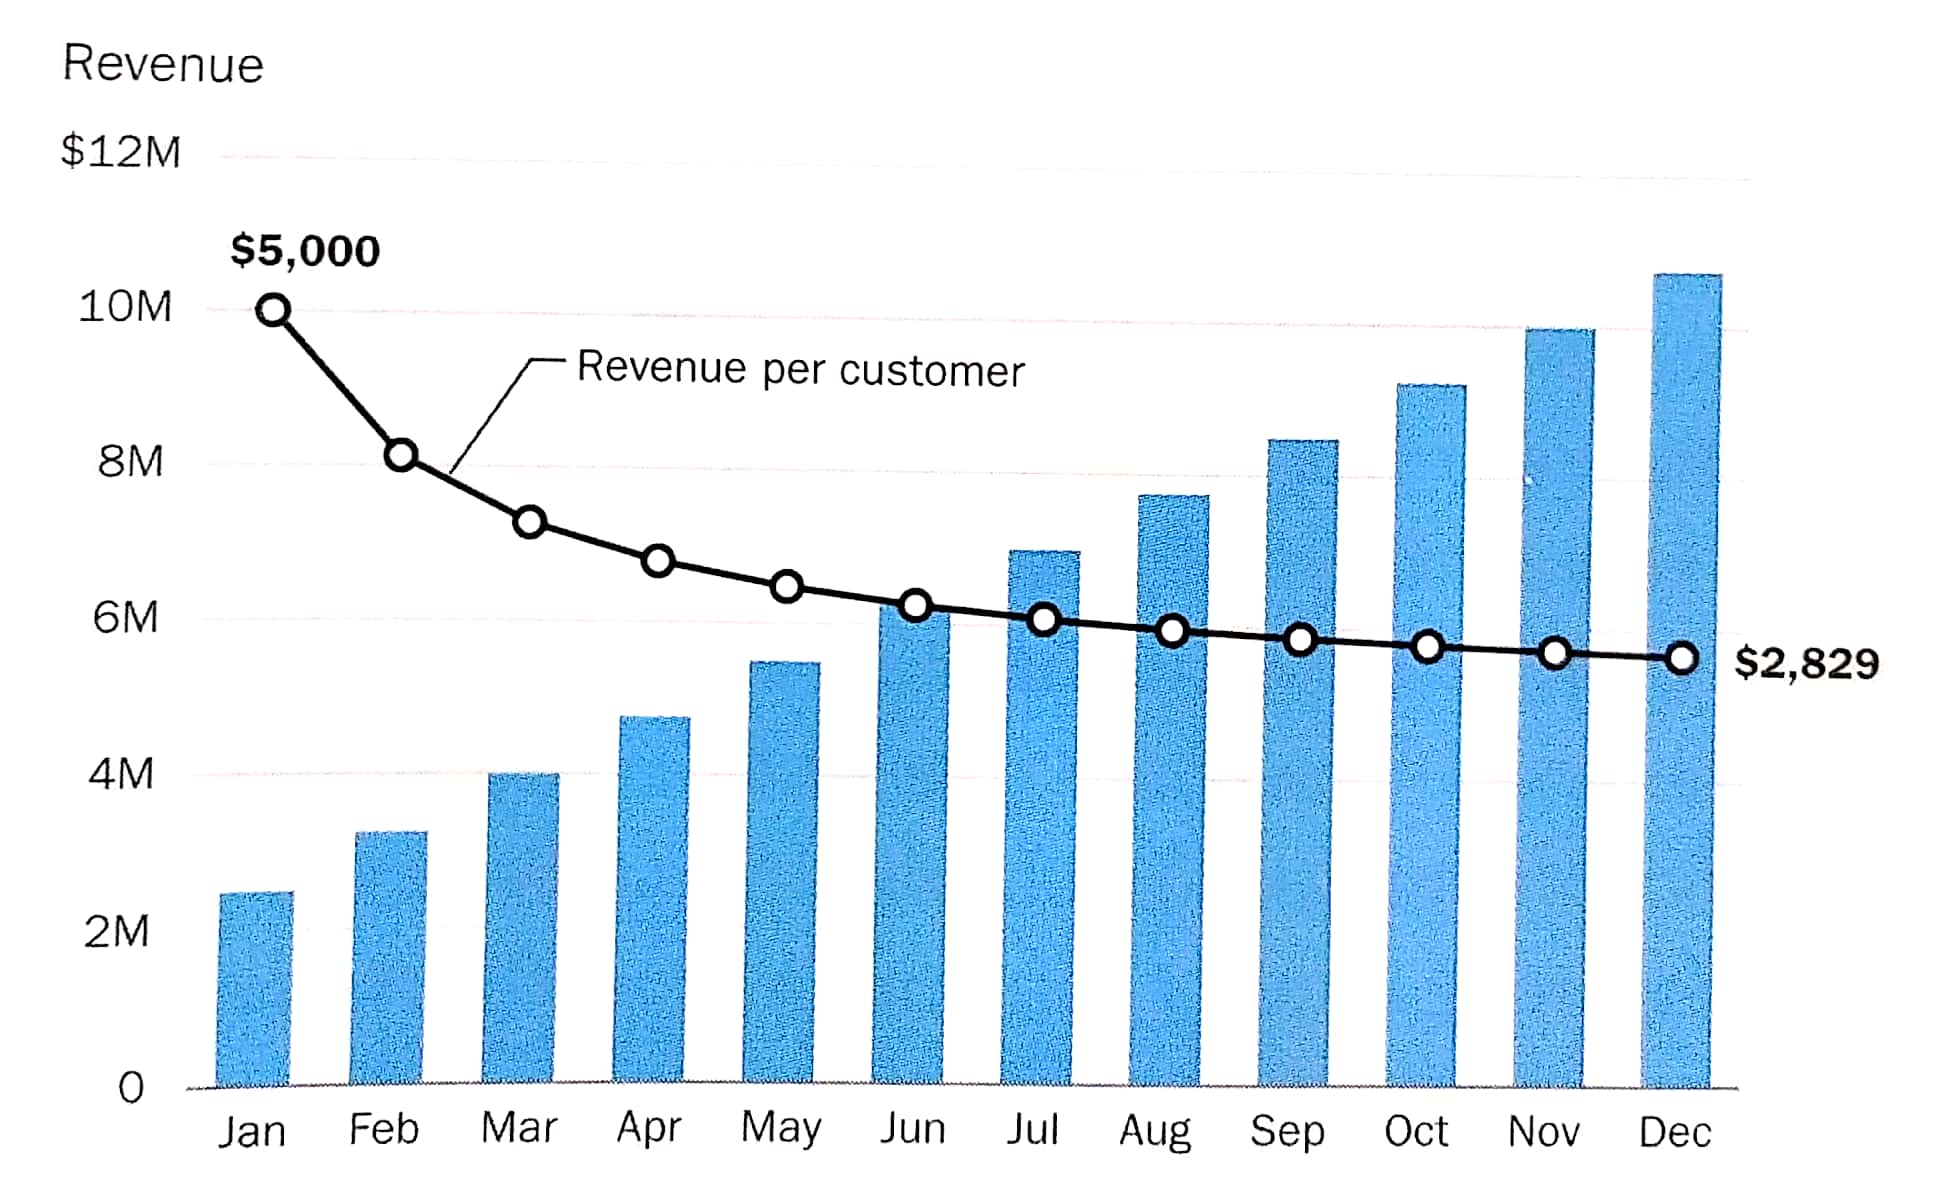 Revenue
$12M
$5,000
10M
Revenue per customer
8M
6M
$2,829
4M
2M
0
Jan Feb Mar Apr May Jun Jul Aug Sep Oct Nov Dec